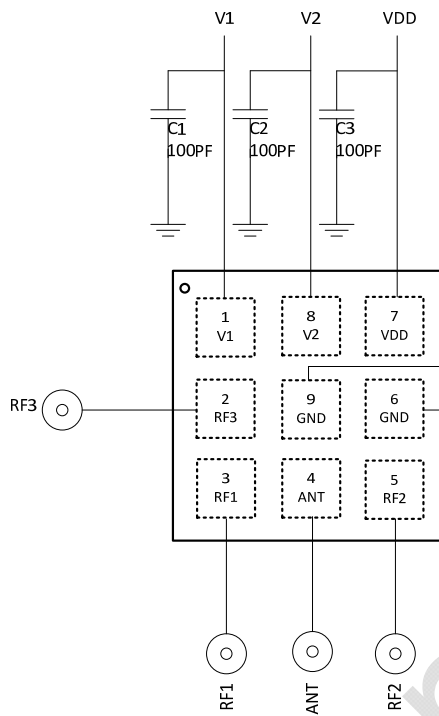 V1
V2
VDD
C1
100PF
C2
100PF
C3
100PF
1
V1
8
V2
7
VDD
RF3
2
RF3
9
GND
6
GND
3
RF1
4
ANT
5
RF2
RF1
ANT
RF2